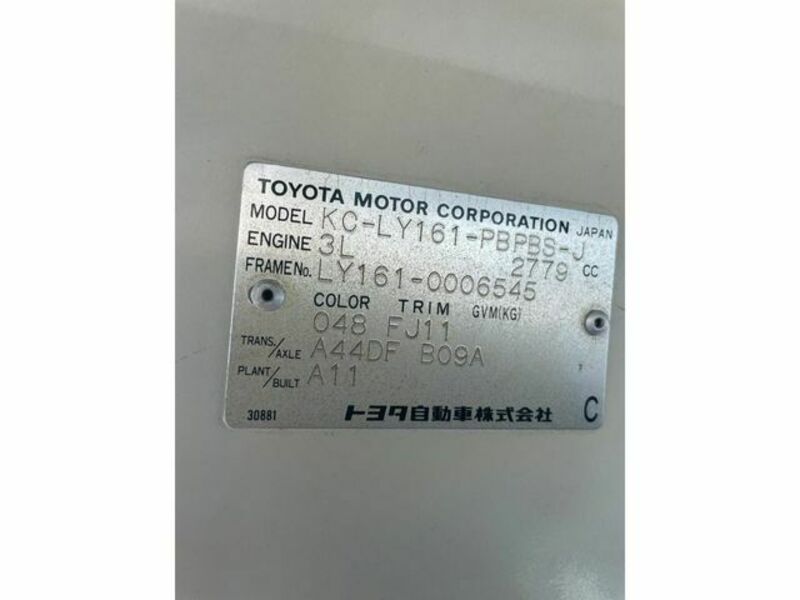 TOYOTA MOTOR CORPORATION JAPAN
MODEL KC-LY161-PBPBS-J
ENGINE 3L 2779 CC
FRAME No. LY161-0006545
COLOR TRIM GVM(KG)
048 FJ11
TRANS./AXLE A44DF B09A
PLANT/BUILT A11
30881 トヨタ自動車株式会社 C